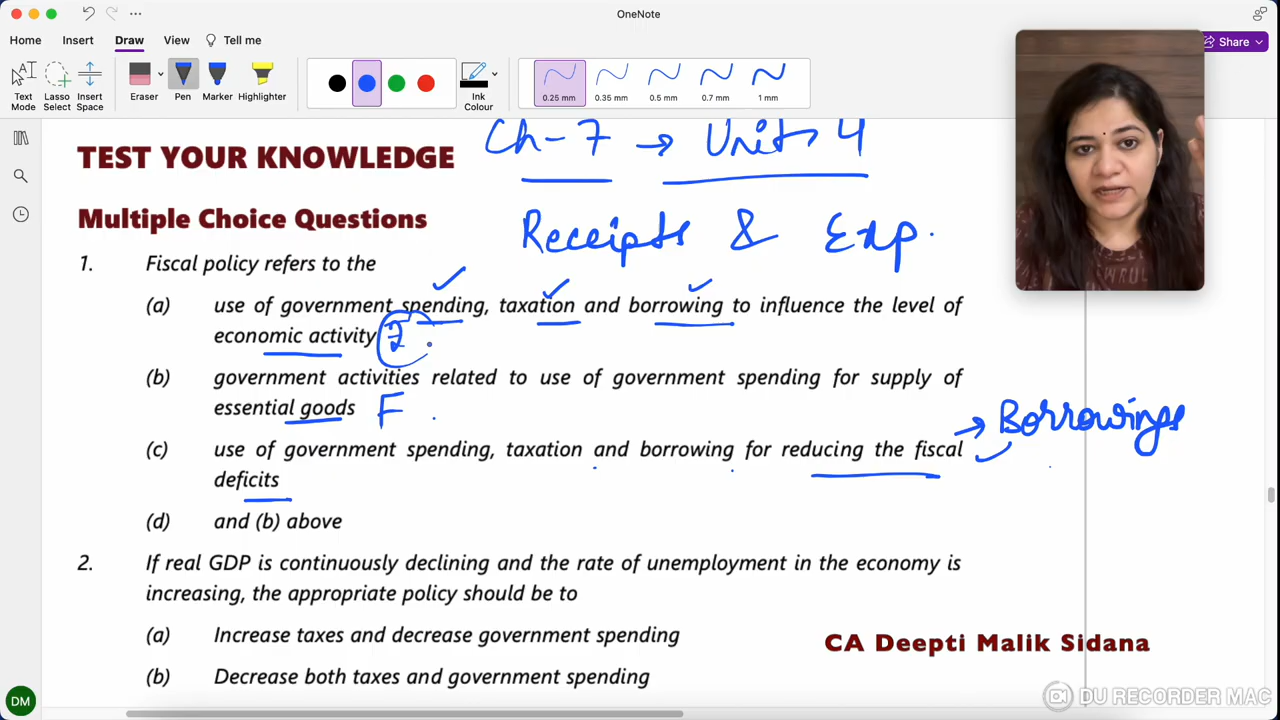 OneNote
Home Insert Draw View Tell me
Share
Text Mode
Lasso Select
Insert Space
Eraser
Pen
Marker
Highlighter
Ink Colour
0.25 mm
0.35 mm
0.5 mm
0.7 mm
1 mm
Ch-7 → Unit 4
TEST YOUR KNOWLEDGE
Receipts & Exp.
Multiple Choice Questions
1. Fiscal policy refers to the
(a) use of government spending, taxation and borrowing to influence the level of
economic activity
(b) government activities related to use of government spending for supply of
essential goods F
→ Borrowings
(c) use of government spending, taxation and borrowing for reducing the fiscal
deficits
(d) and (b) above
2. If real GDP is continuously declining and the rate of unemployment in the economy is
increasing, the appropriate policy should be to
(a) Increase taxes and decrease government spending
CA Deepti Malik Sidana
(b) Decrease both taxes and government spending
DM
DU RECORDER MAC